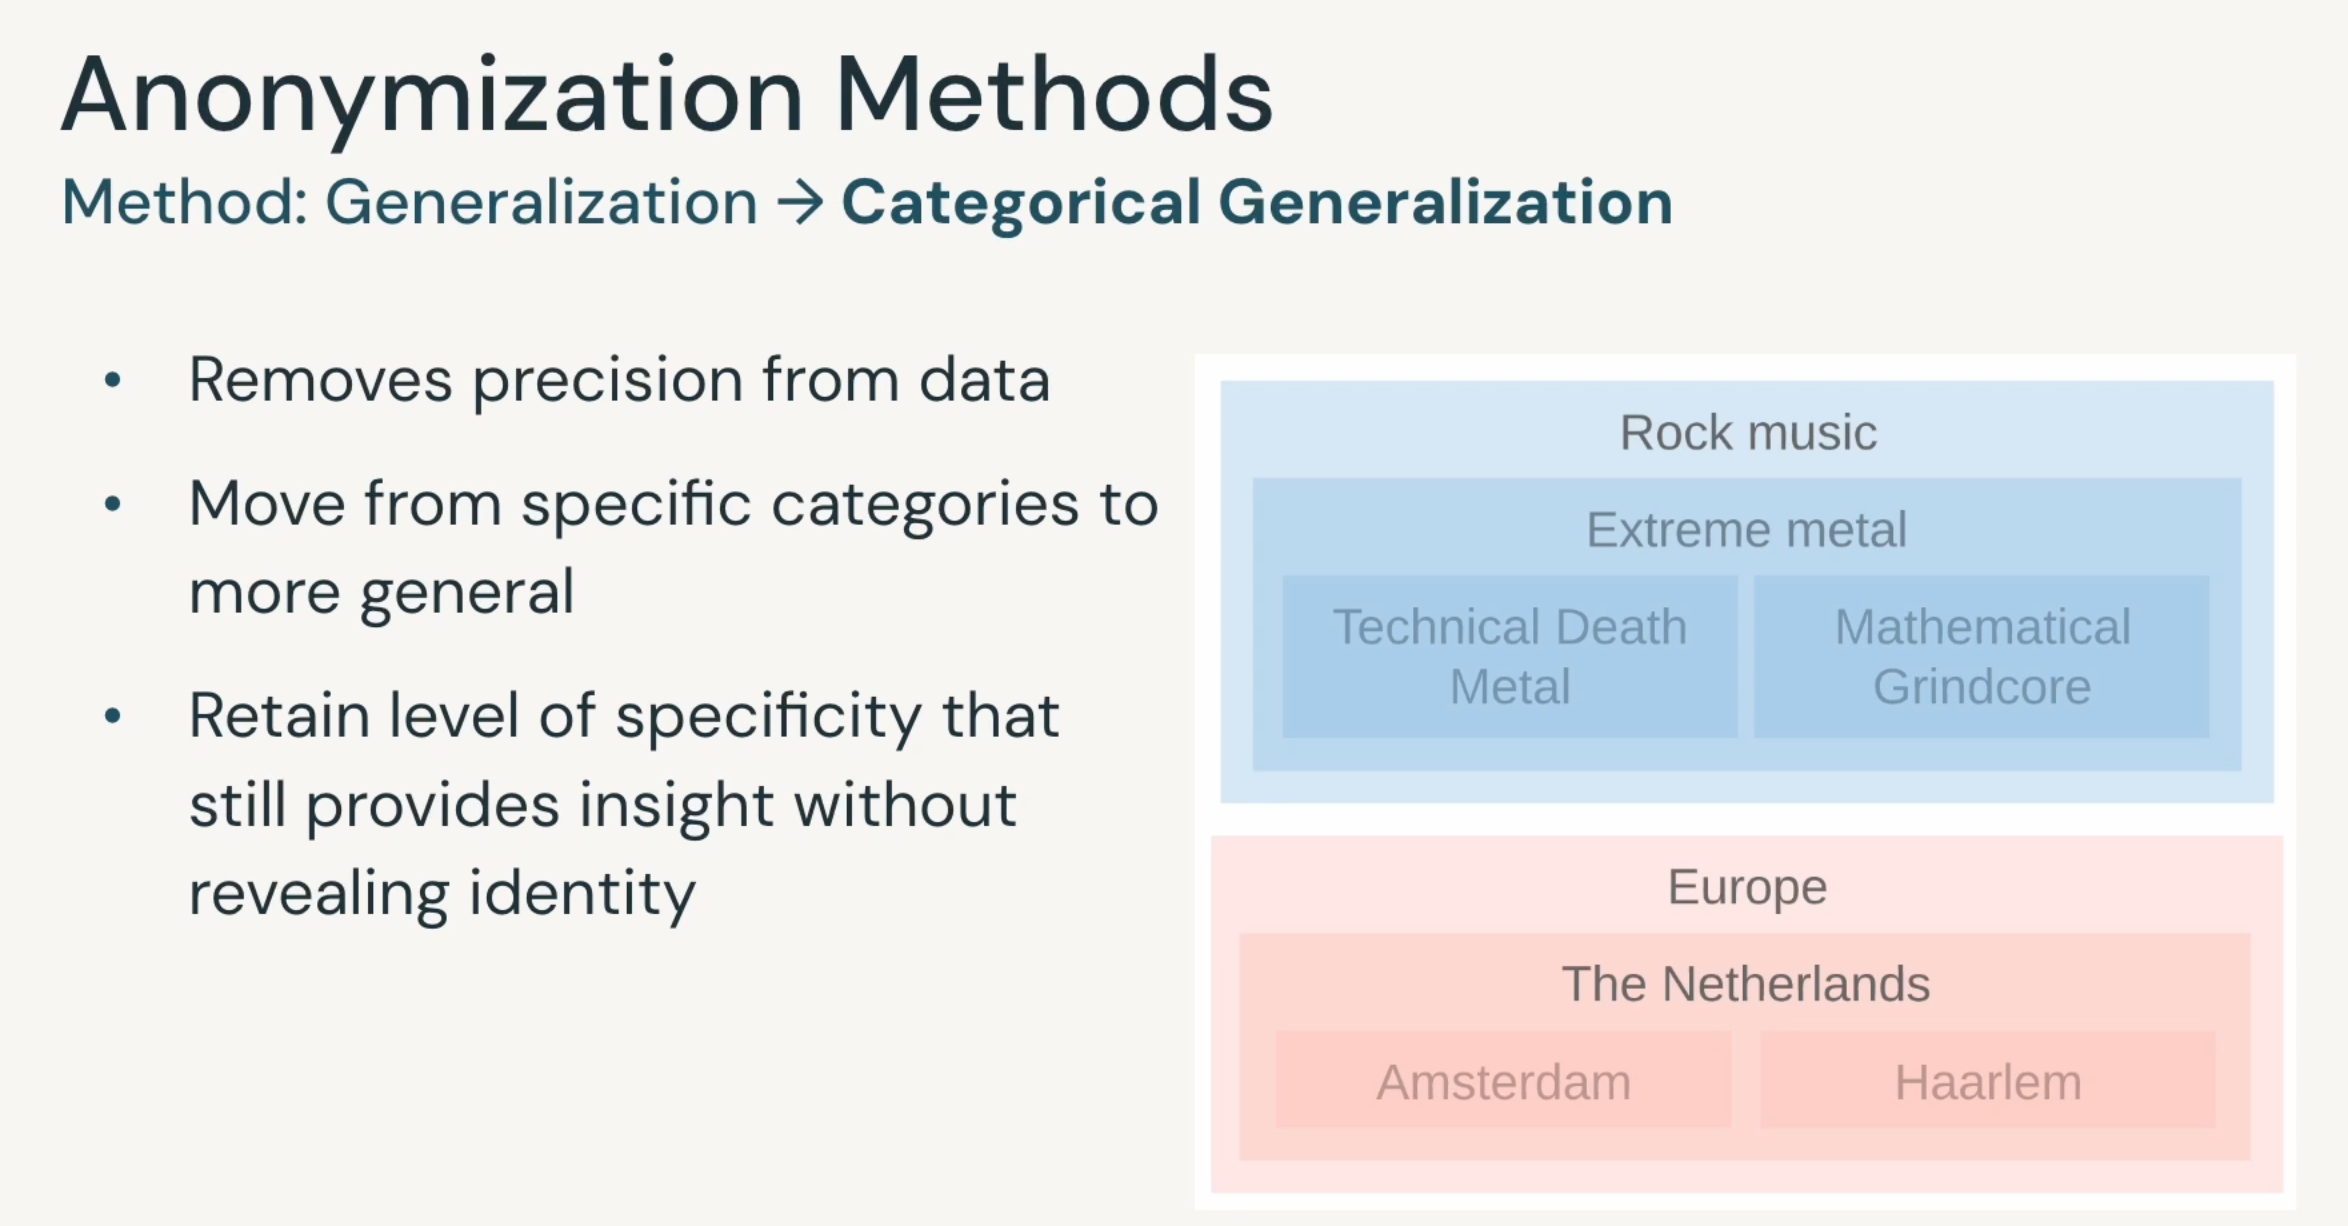 Anonymization Methods
Method: Generalization → Categorical Generalization
• Removes precision from data
• Move from specific categories to
more general
• Retain level of specificity that
still provides insight without
revealing identity
Rock music
Extreme metal
Technical Death
Metal
Mathematical
Grindcore
Europe
The Netherlands
Amsterdam
Haarlem